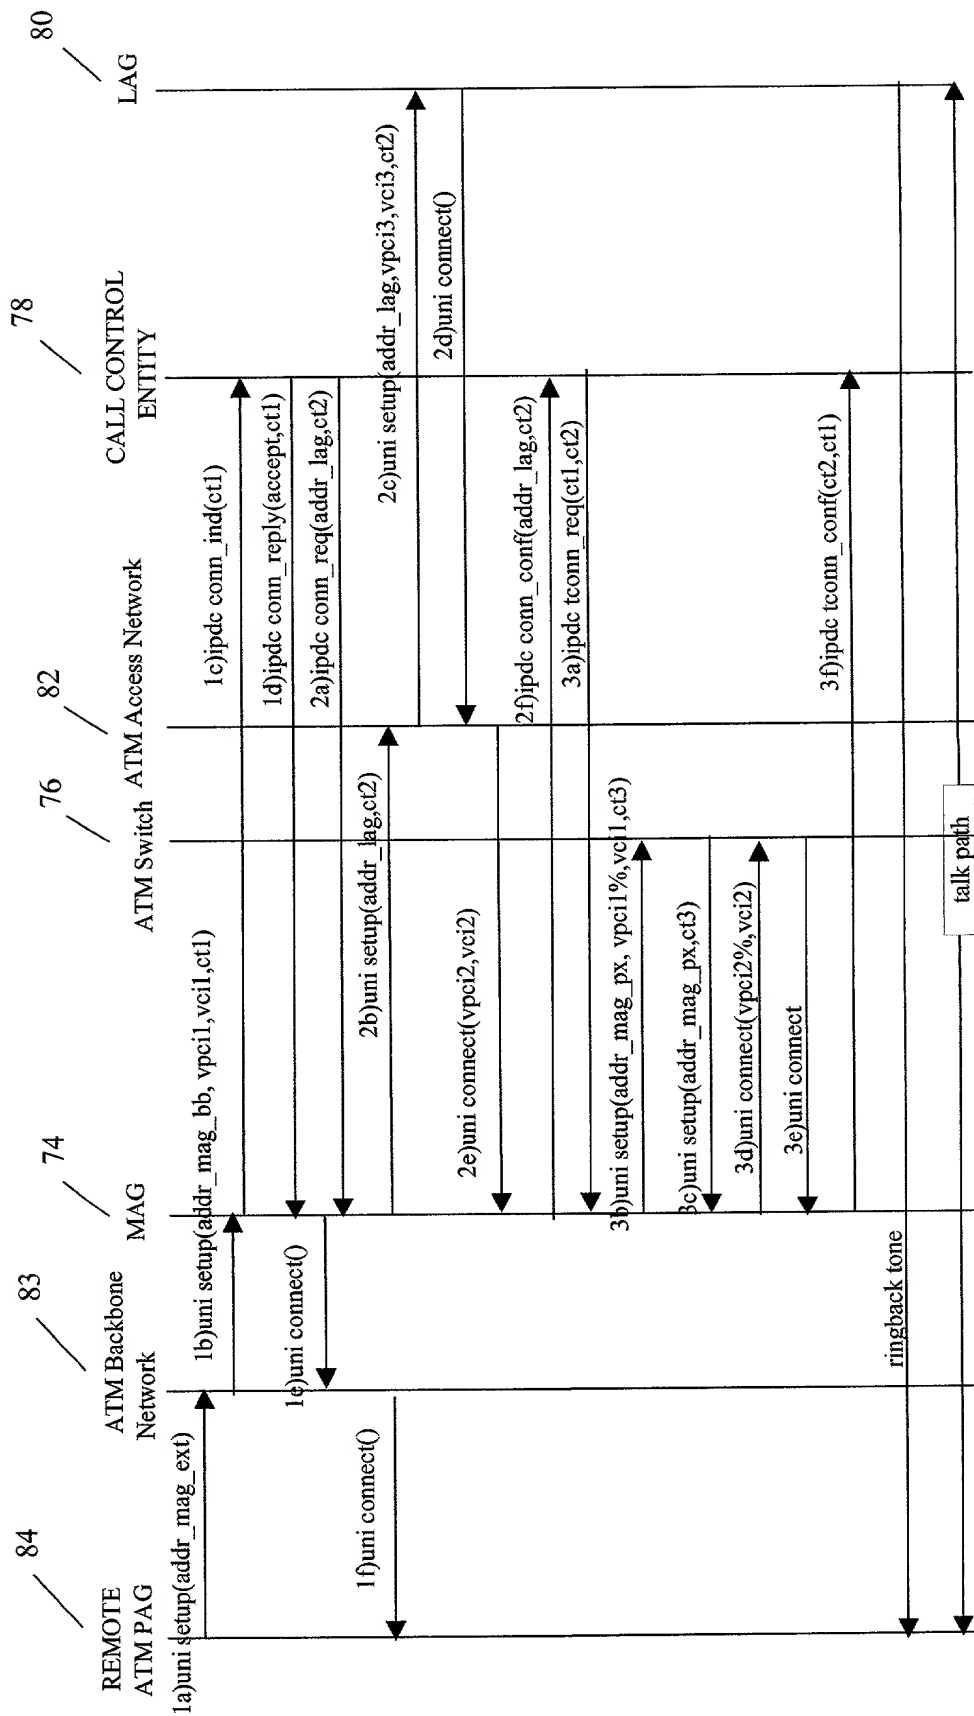 84
REMOTE
ATM PAG
83
ATM Backbone
Network
74
MAG
76
ATM Switch
82
ATM Access Network
78
CALL CONTROL
ENTITY
80
LAG
1a)uni setup(addr_mag_ext)
1b)uni setup(addr_mag_bb, vpci1,vci1,ct1)
1c)ipdc conn_ind(ct1)
1d)ipdc conn_reply(accept,ct1)
1e)uni connect()
2a)ipdc conn_req(addr_lag,ct2)
1f)uni connect()
2b)uni setup(addr_lag,ct2)
2c)uni setup(addr_lag,vpci3,vci3,ct2)
2d)uni connect()
2e)uni connect(vpci2,vci2)
2f)ipdc conn_conf(addr_lag,ct2)
3a)ipdc tconn_req(ct1,ct2)
3b)uni setup(addr_mag_px, vpci1%,vci1,ct3)
3c)uni setup(addr_mag_px,ct3)
3d)uni connect(vpci2%,vci2)
3e)uni connect
3f)ipdc tconn_conf(ct2,ct1)
ringback tone
talk path